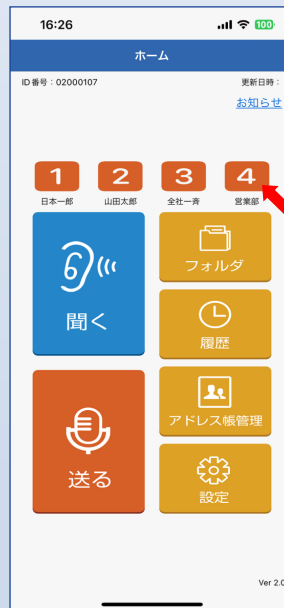 16:26
100
ホーム
ID番号：02000107
更新日時：
お知らせ
1 2 3 4
日本一郎 山田太郎 全社一斉 営業部
聞く
フォルダ
履歴
アドレス帳管理
送る
設定
Ver 2.0